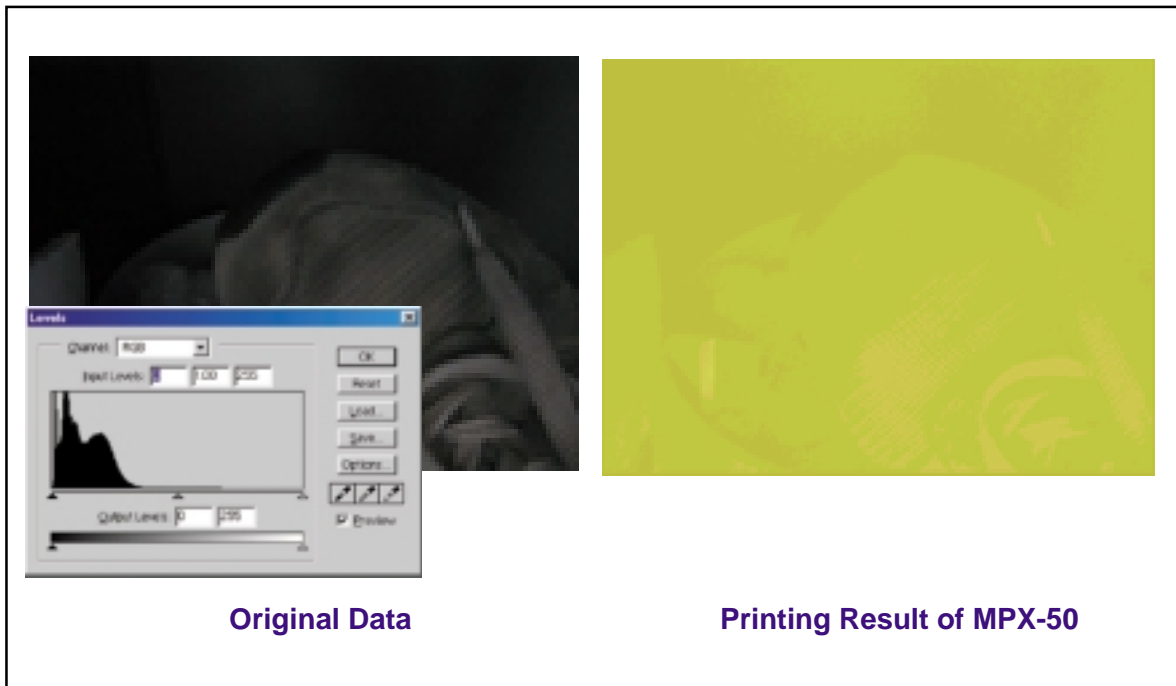 Levels
Channel: RGB
OK
Input Levels: 1.00 255
Reset
Load...
Save...
Options...
Output Levels: 0 255
Preview
Original Data
Printing Result of MPX-50